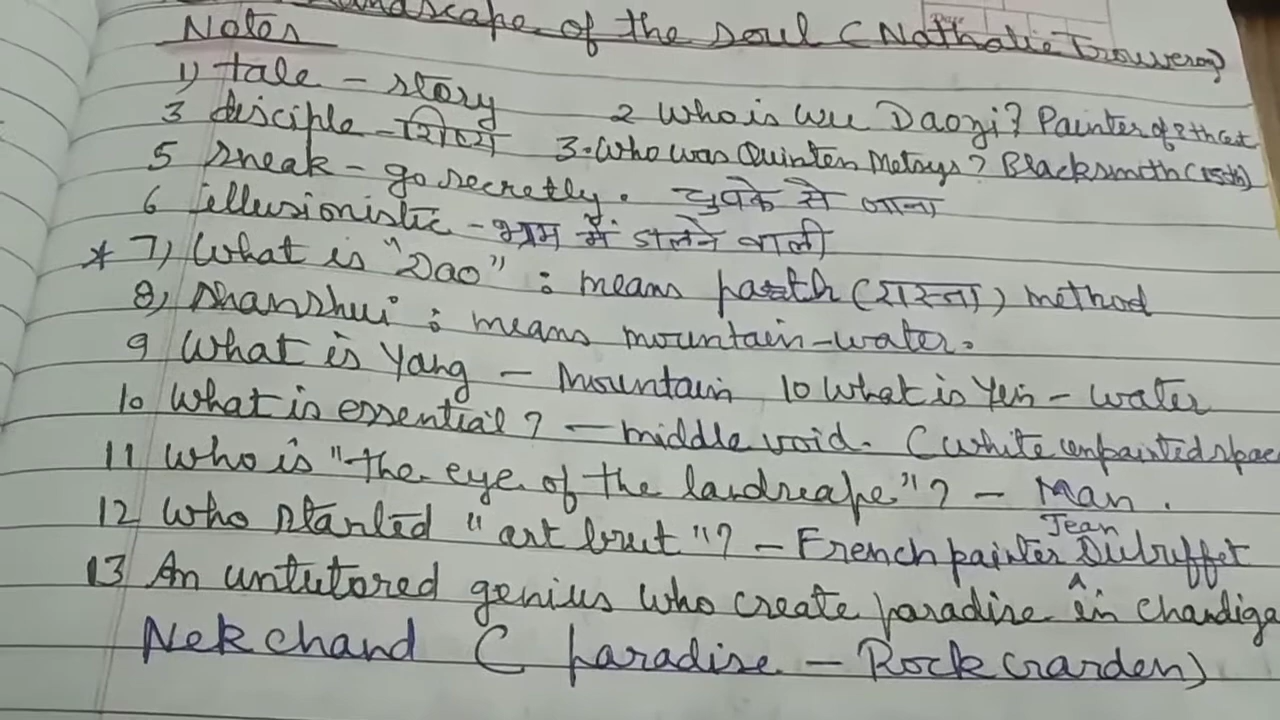 Landscape of the Soul (Nathalie Trouveroy)
Notes
1) tale – story
2 Who is Wu Daozi? Painter of 8th cet
3 disciple – शिष्य
3. Who was Quinten Metsys? Blacksmith (15th)
5 sneak – go secretly. चुपके से जाना
6 illusionistic – भ्रम में डालने वाली
* 7) What is "Dao" : means path (रास्ता) method
8) Shanshui : means mountain-water.
9 What is Yang – Mountain 10 What is Yin – water
10 What is essential? – middle void. (white unpainted space
11 Who is "the eye of the landscape"? – Man.
12 Who started "art brut"? – French painter Jean Dubuffet
13 An untutored genius who create paradise in chandiga
Nek chand ( paradise – Rock Garden)